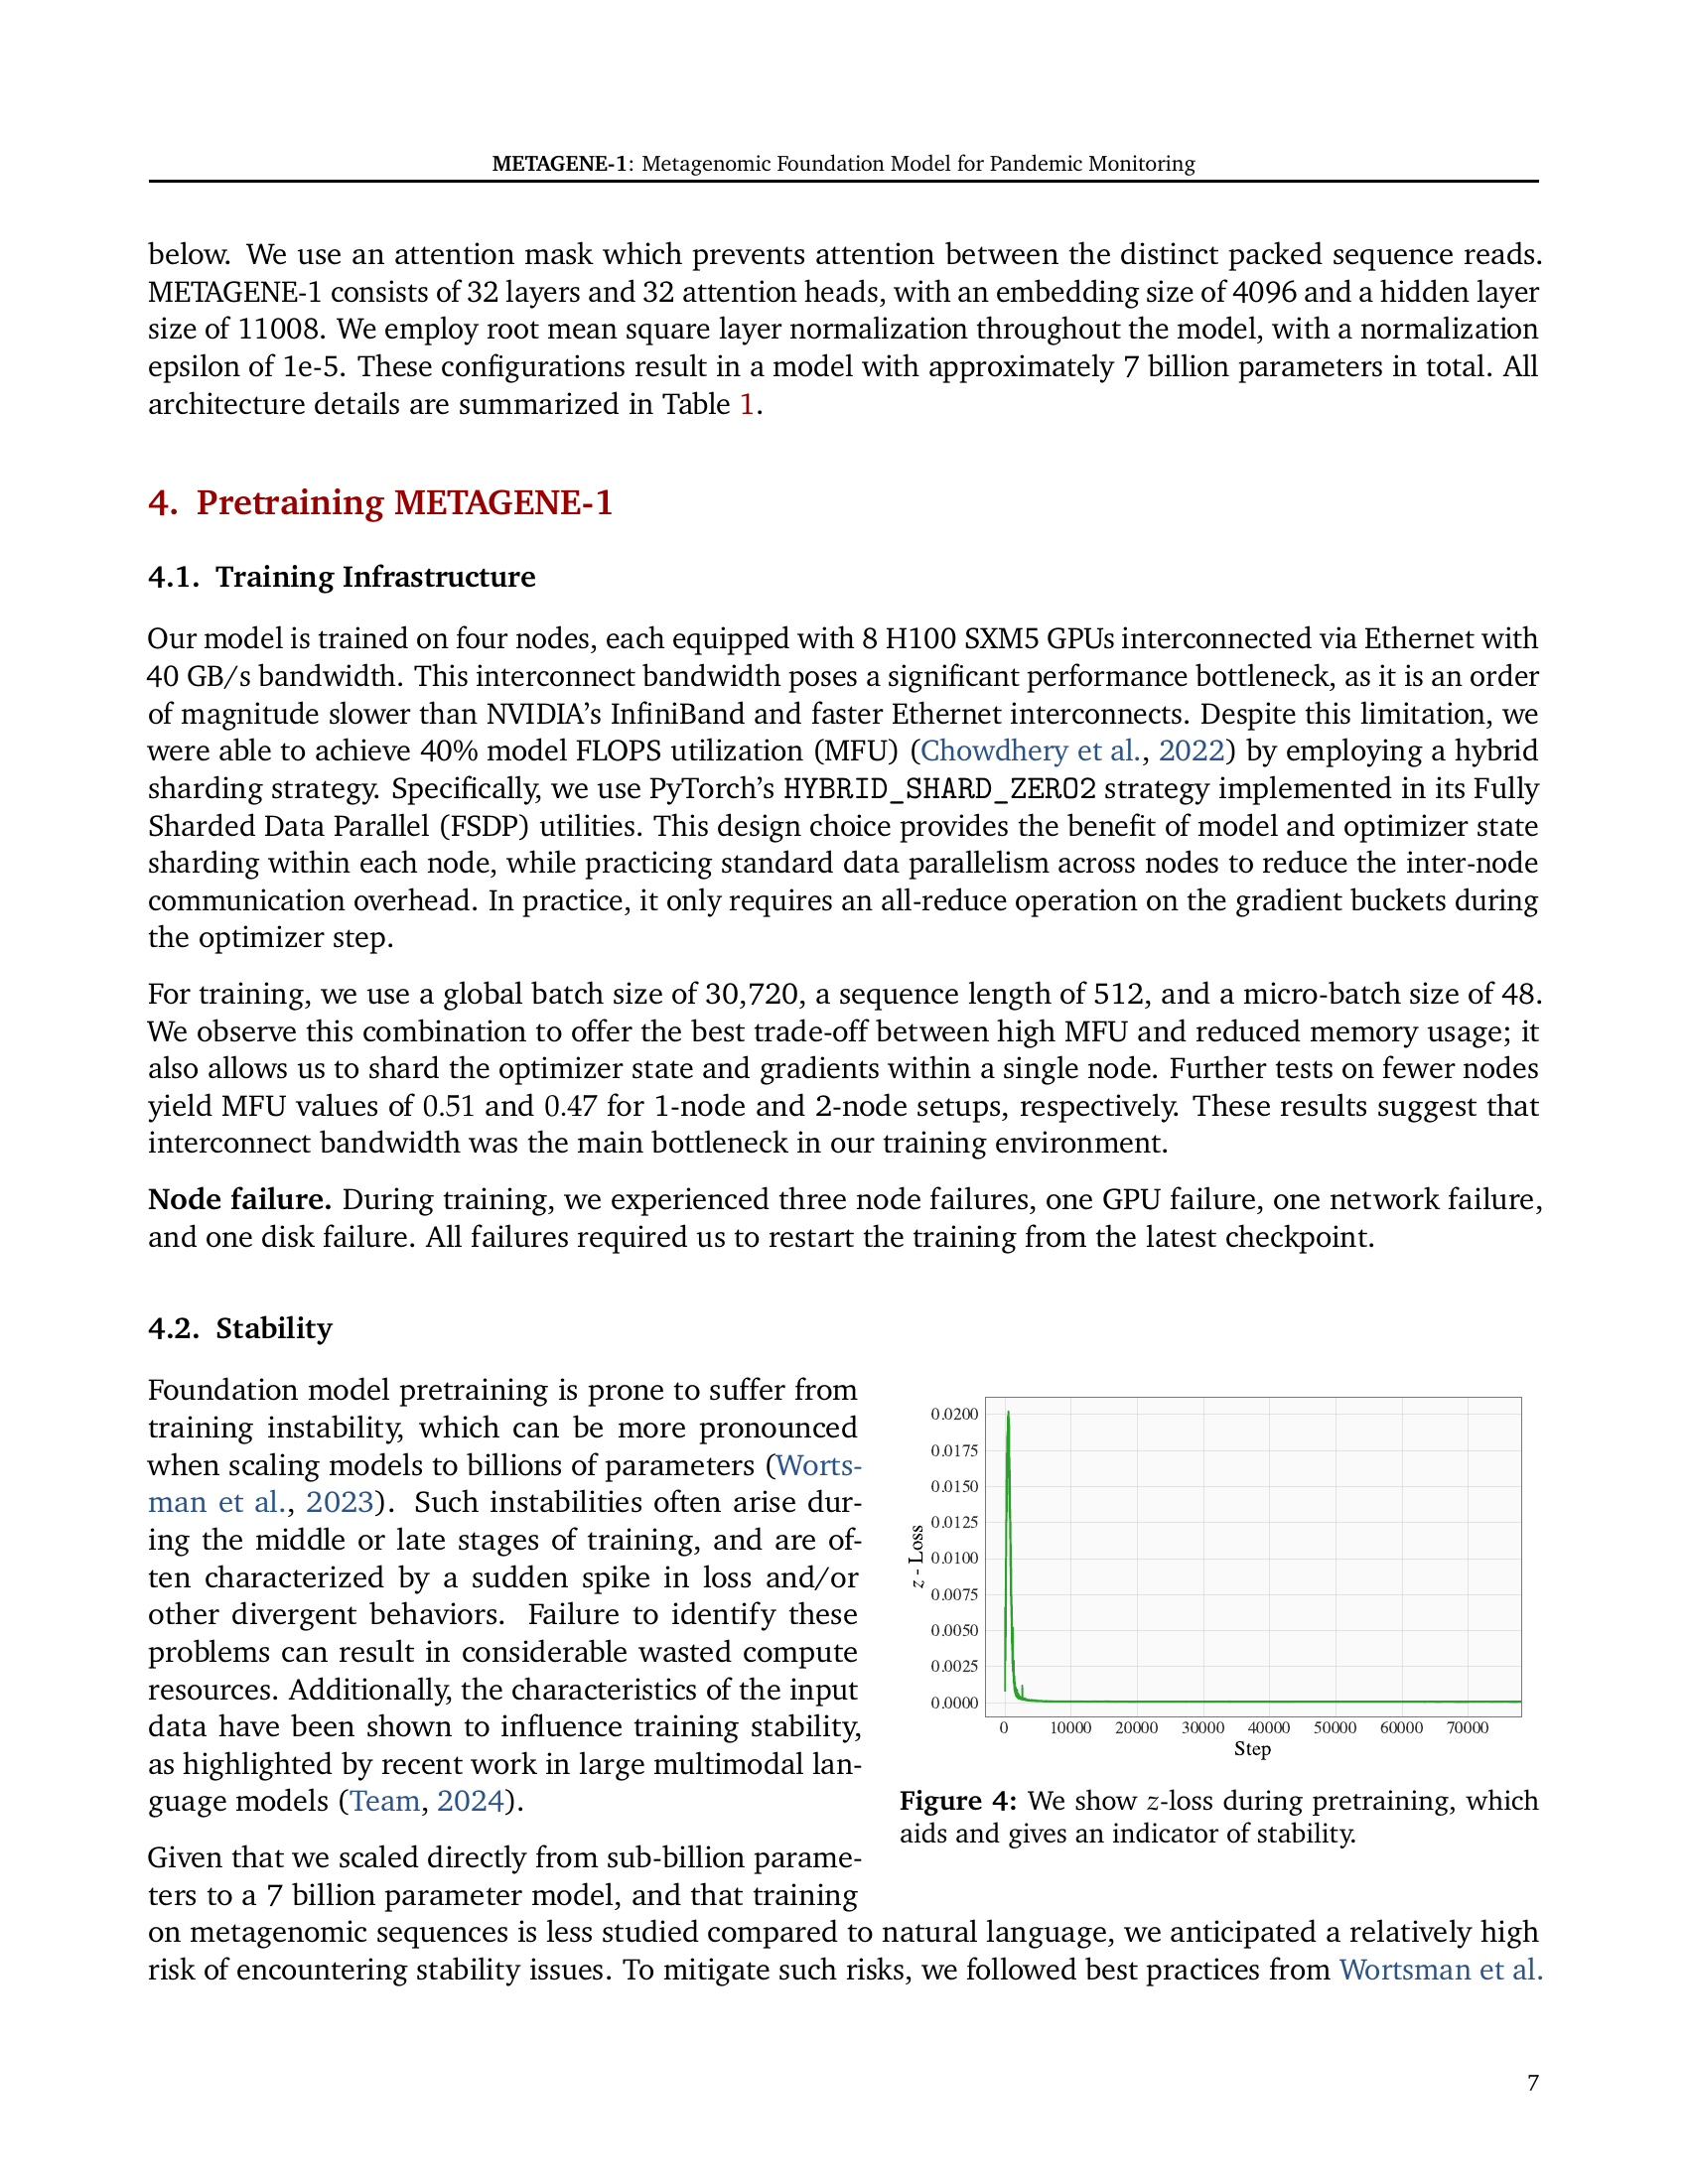 METAGENE-1: Metagenomic Foundation Model for Pandemic Monitoring
below. We use an attention mask which prevents attention between the distinct packed sequence reads.
METAGENE-1 consists of 32 layers and 32 attention heads, with an embedding size of 4096 and a hidden layer
size of 11008. We employ root mean square layer normalization throughout the model, with a normalization
epsilon of 1e-5. These configurations result in a model with approximately 7 billion parameters in total. All
architecture details are summarized in Table 1.
4. Pretraining METAGENE-1
4.1. Training Infrastructure
Our model is trained on four nodes, each equipped with 8 H100 SXM5 GPUs interconnected via Ethernet with
40 GB/s bandwidth. This interconnect bandwidth poses a significant performance bottleneck, as it is an order
of magnitude slower than NVIDIA's InfiniBand and faster Ethernet interconnects. Despite this limitation, we
were able to achieve 40% model FLOPS utilization (MFU) (Chowdhery et al., 2022) by employing a hybrid
sharding strategy. Specifically, we use PyTorch's HYBRID_SHARD_ZERO2 strategy implemented in its Fully
Sharded Data Parallel (FSDP) utilities. This design choice provides the benefit of model and optimizer state
sharding within each node, while practicing standard data parallelism across nodes to reduce the inter-node
communication overhead. In practice, it only requires an all-reduce operation on the gradient buckets during
the optimizer step.
For training, we use a global batch size of 30,720, a sequence length of 512, and a micro-batch size of 48.
We observe this combination to offer the best trade-off between high MFU and reduced memory usage; it
also allows us to shard the optimizer state and gradients within a single node. Further tests on fewer nodes
yield MFU values of 0.51 and 0.47 for 1-node and 2-node setups, respectively. These results suggest that
interconnect bandwidth was the main bottleneck in our training environment.
Node failure. During training, we experienced three node failures, one GPU failure, one network failure,
and one disk failure. All failures required us to restart the training from the latest checkpoint.
4.2. Stability
Foundation model pretraining is prone to suffer from
training instability, which can be more pronounced
when scaling models to billions of parameters (Worts-
man et al., 2023). Such instabilities often arise dur-
ing the middle or late stages of training, and are of-
ten characterized by a sudden spike in loss and/or
other divergent behaviors. Failure to identify these
problems can result in considerable wasted compute
resources. Additionally, the characteristics of the input
data have been shown to influence training stability,
as highlighted by recent work in large multimodal lan-
guage models (Team, 2024).
0.0200
0.0175
0.0150
0.0125
0.0100
0.0075
0.0050
0.0025
0.0000
z - Loss
0 10000 20000 30000 40000 50000 60000 70000
Step
Figure 4: We show z-loss during pretraining, which
aids and gives an indicator of stability.
Given that we scaled directly from sub-billion parame-
ters to a 7 billion parameter model, and that training
on metagenomic sequences is less studied compared to natural language, we anticipated a relatively high
risk of encountering stability issues. To mitigate such risks, we followed best practices from Wortsman et al.
7